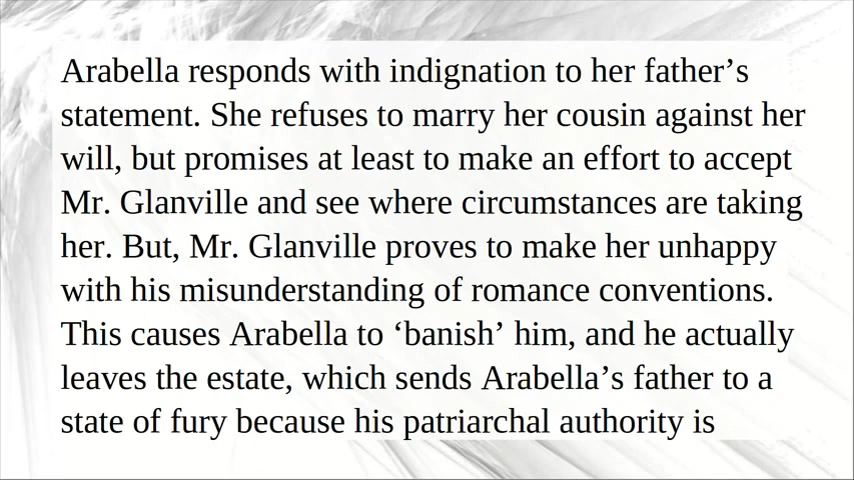 Arabella responds with indignation to her father’s
statement. She refuses to marry her cousin against her
will, but promises at least to make an effort to accept
Mr. Glanville and see where circumstances are taking
her. But, Mr. Glanville proves to make her unhappy
with his misunderstanding of romance conventions.
This causes Arabella to ‘banish’ him, and he actually
leaves the estate, which sends Arabella’s father to a
state of fury because his patriarchal authority is